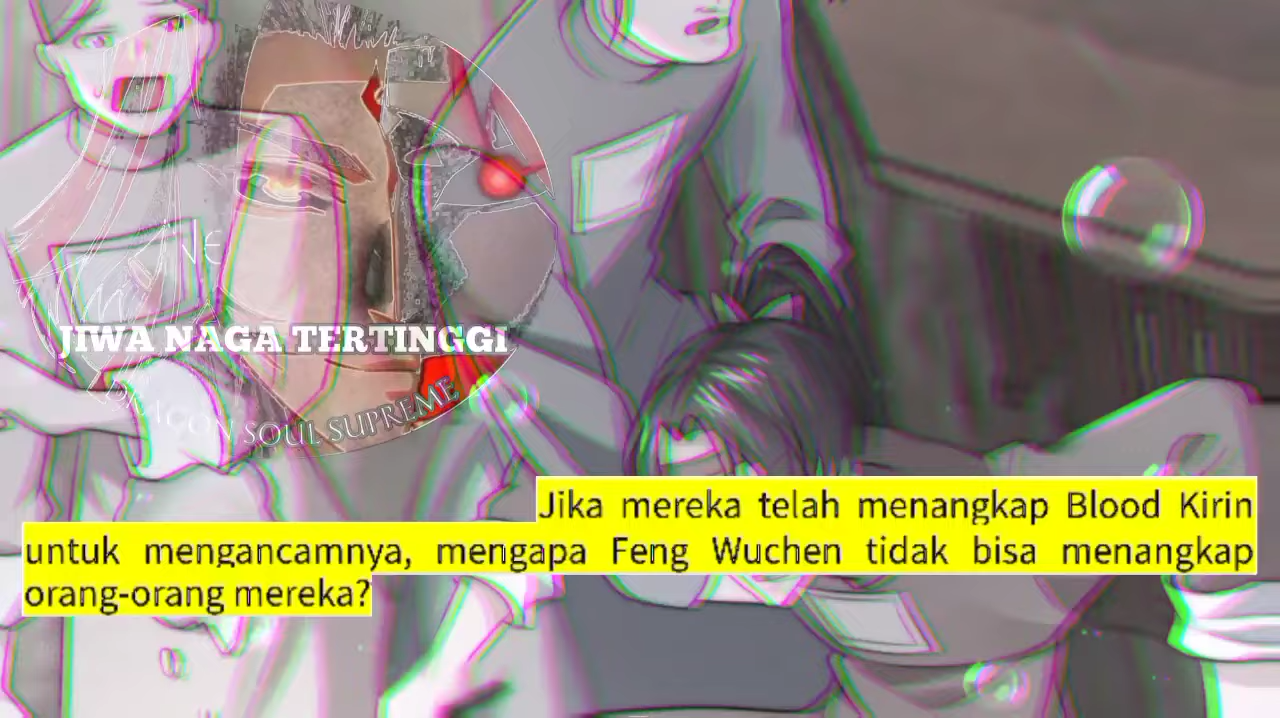 JIWA NAGA TERTINGGI
DRAGON SOUL SUPREME
Jika mereka telah menangkap Blood Kirin
untuk mengancamnya, mengapa Feng Wuchen tidak bisa menangkap
orang-orang mereka?